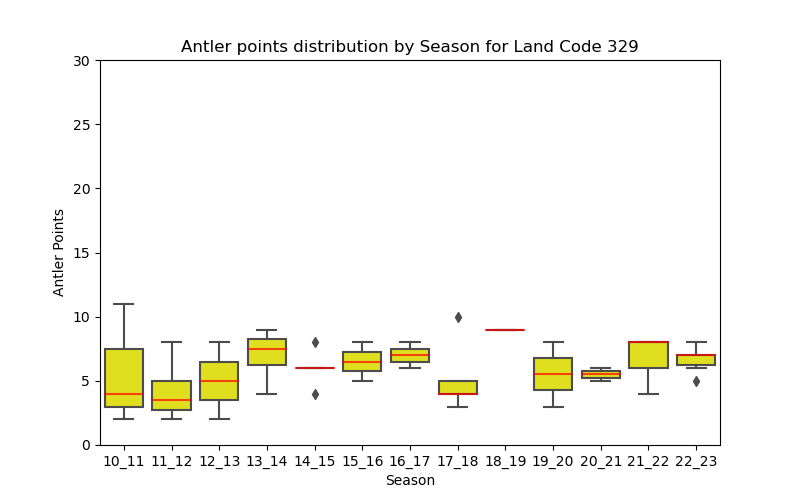 Antler points distribution by Season for Land Code 329
30
25
20
15
10
5
0
Antler Points
10_11 11_12 12_13 13_14 14_15 15_16 16_17 17_18 18_19 19_20 20_21 21_22 22_23
Season